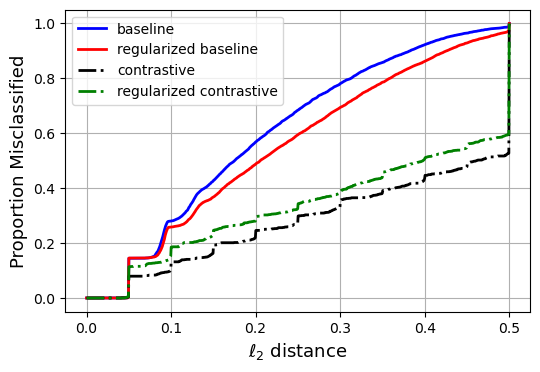 1.0
0.8
0.6
0.4
0.2
0.0
Proportion Misclassified
baseline
regularized baseline
contrastive
regularized contrastive
0.0 0.1 0.2 0.3 0.4 0.5
ℓ₂ distance